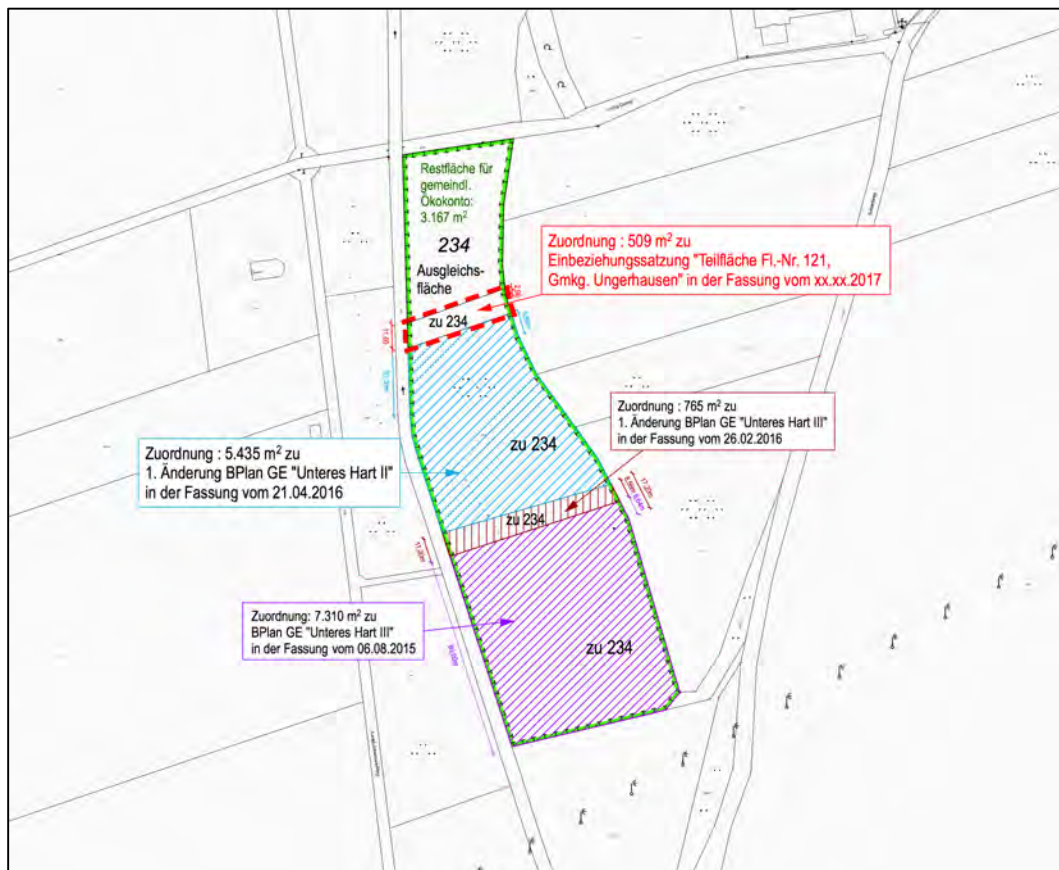 Restfläche für
gemeindl.
Ökokonto:
3.167 m²
234
Ausgleichs-
fläche
Zuordnung : 509 m² zu
Einbeziehungssatzung "Teilfläche Fl.-Nr. 121,
Gmkg. Ungerhausen" in der Fassung vom xx.xx.2017
zu 234
Zuordnung : 765 m² zu
1. Änderung BPlan GE "Unteres Hart III"
in der Fassung vom 26.02.2016
zu 234
Zuordnung : 5.435 m² zu
1. Änderung BPlan GE "Unteres Hart II"
in der Fassung vom 21.04.2016
17,20m
zu 234
Zuordnung: 7.310 m² zu
BPlan GE "Unteres Hart III"
in der Fassung vom 06.08.2015
zu 234